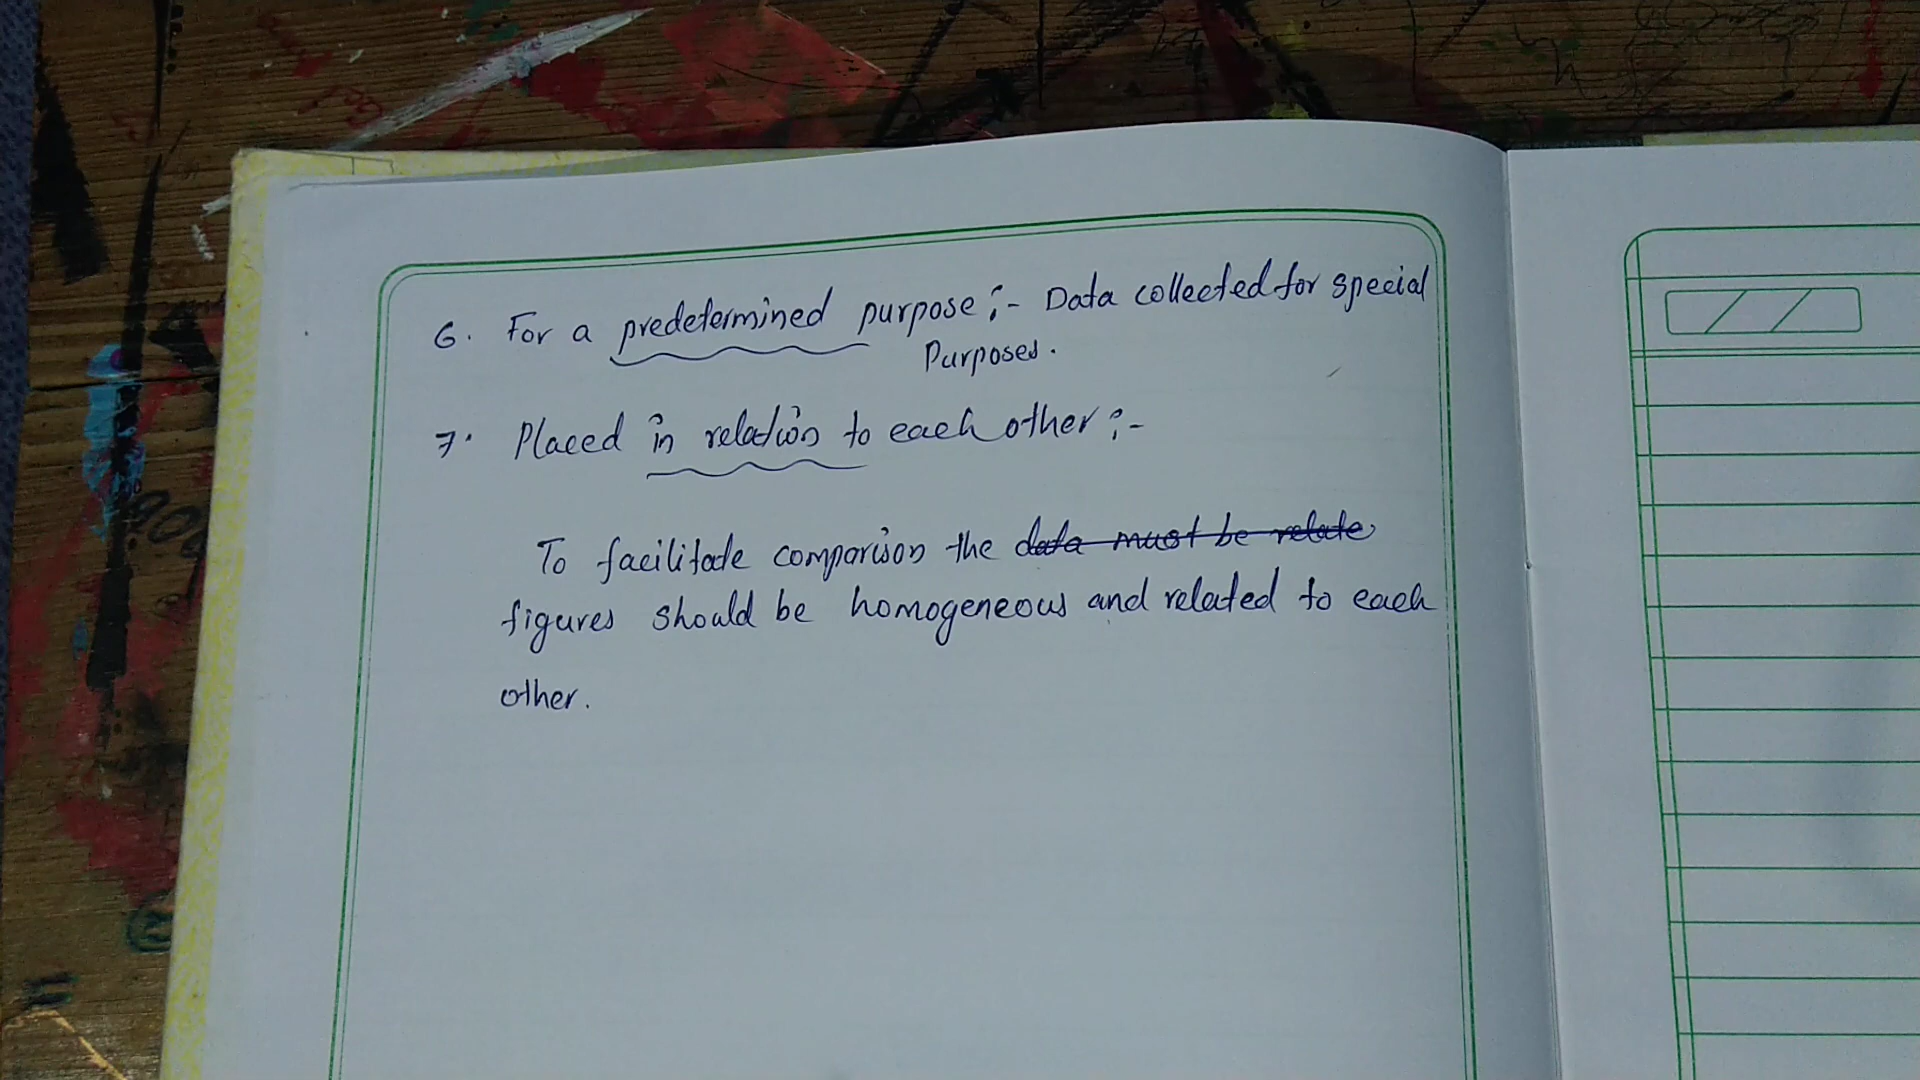 6. For a predetermined purpose :- Data collected for special
Purposes.
7. Placed in relation to each other :-
To facilitate comparison the data must be relate
figures should be homogeneous and related to each
other.